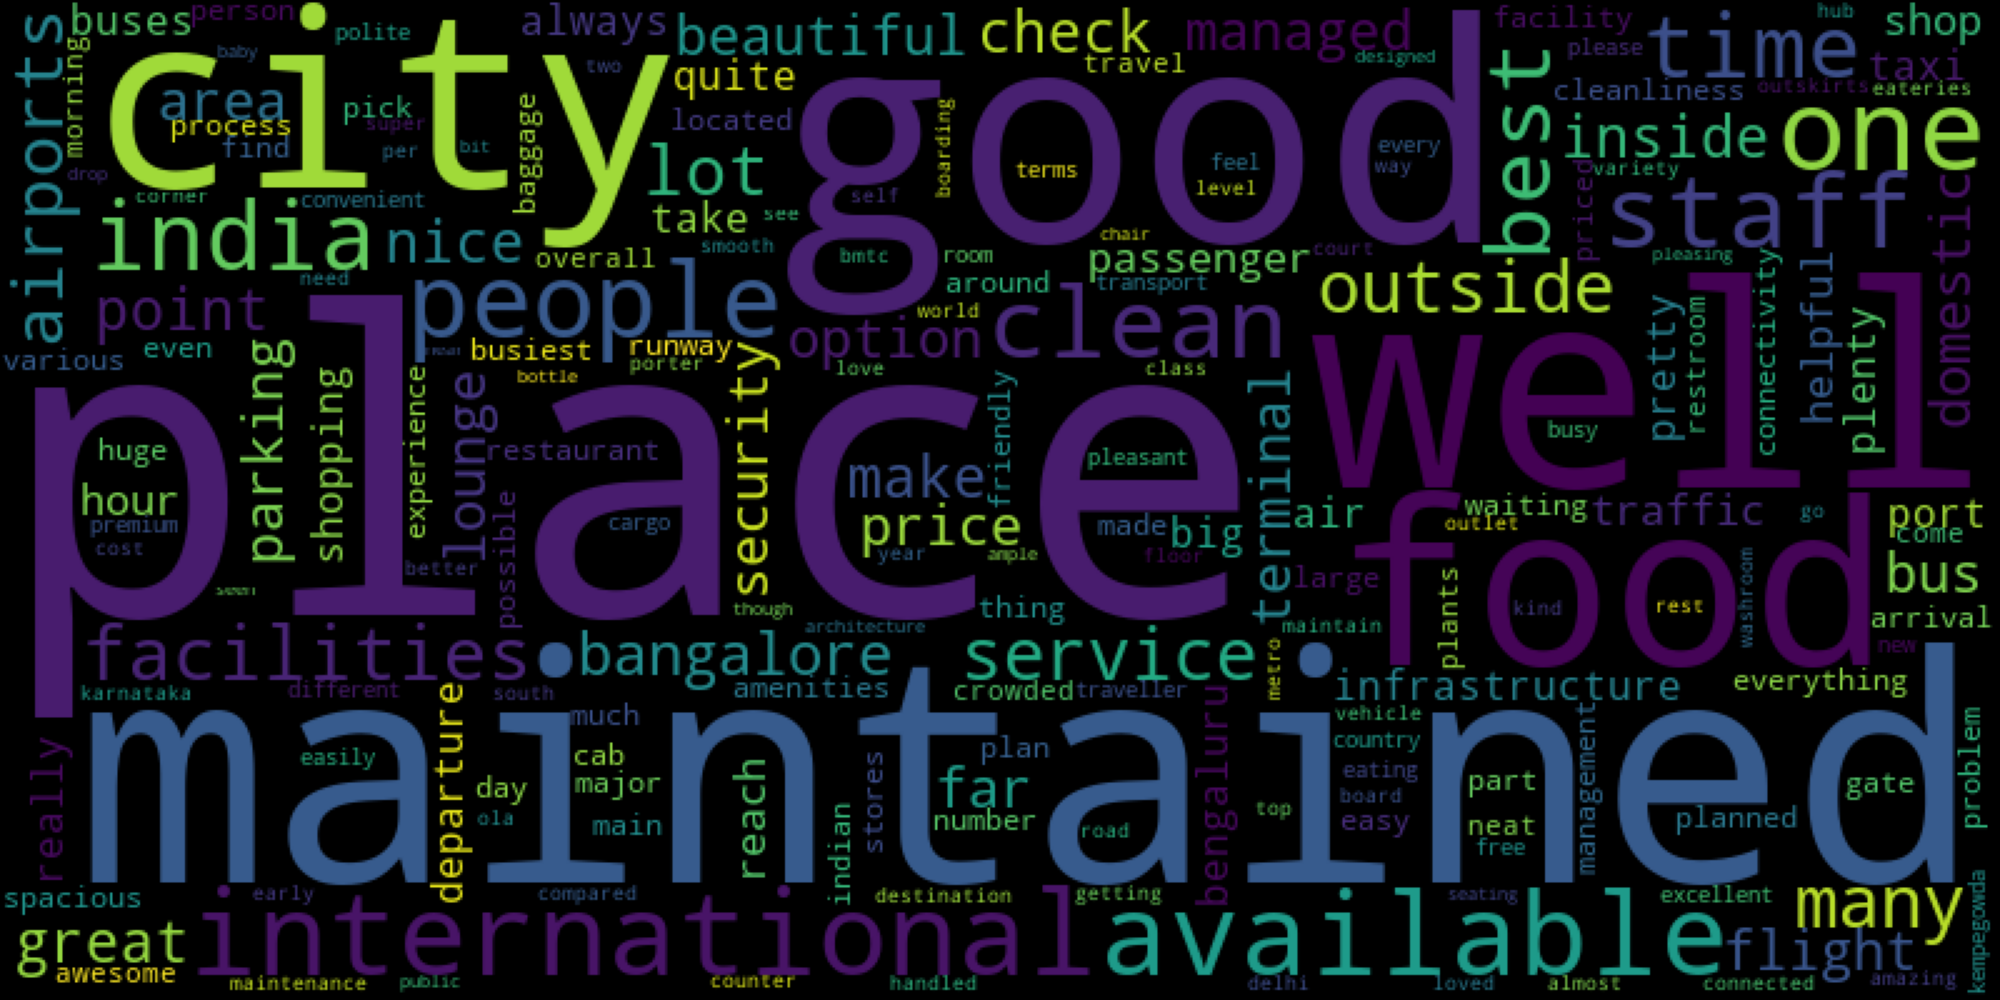 airports
buses
person
city
baby
polite
always
two
beautiful
check
managed
designed
facility
please
time
hub
shop
taxi
morning
area
process
find
pick
super
per
bit
baggage
quite
travel
located
good
boarding
terms
feel
level
every
way
best
cleanliness
outskirts
eateries
inside
one
variety
drop
corner
convenient
lot
take
see
self
staff
priced
domestic
india
nice
overall
smooth
need
bmtc
room
chair
passenger
court
pleasing
connectivity
helpful
around
transport
outside
point
people
world
option
clean
well
pretty
restroom
plenty
various
even
busiest
runway
porter
bottle
love
class
security
parking
shopping
experience
lounge
restaurant
place
huge
hour
premium
cost
better
possible
cargo
make
friendly
price
year
ample
pleasant
made
big
floor
terminal
air
busy
waiting
outlet
traffic
go
port
come
bus
large
food
plants
kind
rest
washroom
arrival
new
seen
though
architecture
thing
maintain
facilities
bangalore
service
metro
infrastructure
everything
karnataka
different
south
amenities
crowded
traveller
bengaluru
vehicle
country
management
problem
maintained
departure
much
easily
cab
major
day
ola
main
reach
stores
indian
plan
far
number
road
top
eating
board
easy
part
neat
free
planned
gate
really
spacious
early
compared
destination
getting
seating
excellent
many
kempegowda
great
awesome
international
available
flight
maintenance
public
counter
handled
delhi
loved
almost
connected
amazing